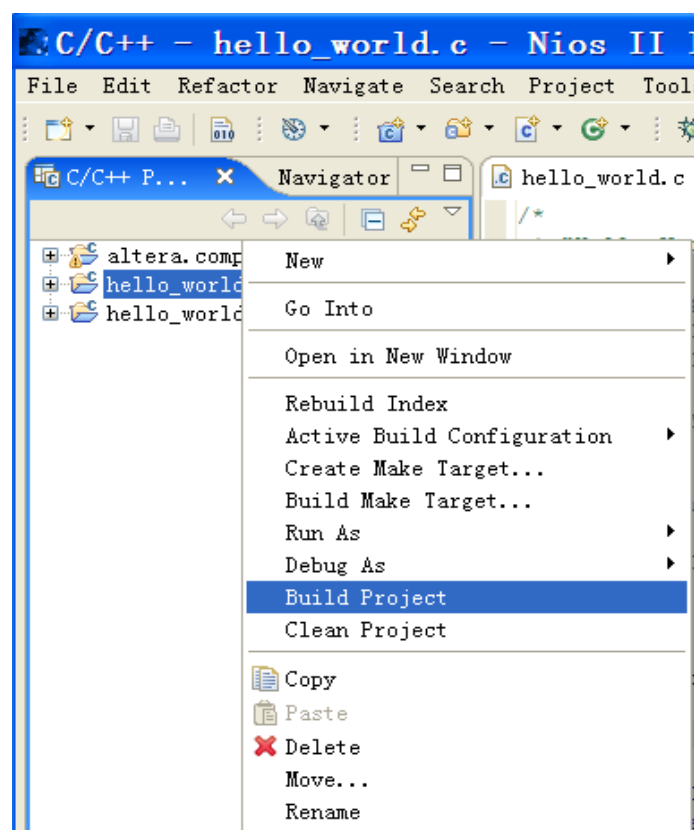 C/C++ - hello_world.c - Nios II
File Edit Refactor Navigate Search Project Tool
010
C/C++ P... Navigator hello_world.c
/*
altera.comp
hello_world
hello_world
New
Go Into
Open in New Window
Rebuild Index
Active Build Configuration
Create Make Target...
Build Make Target...
Run As
Debug As
Build Project
Clean Project
Copy
Paste
Delete
Move...
Rename